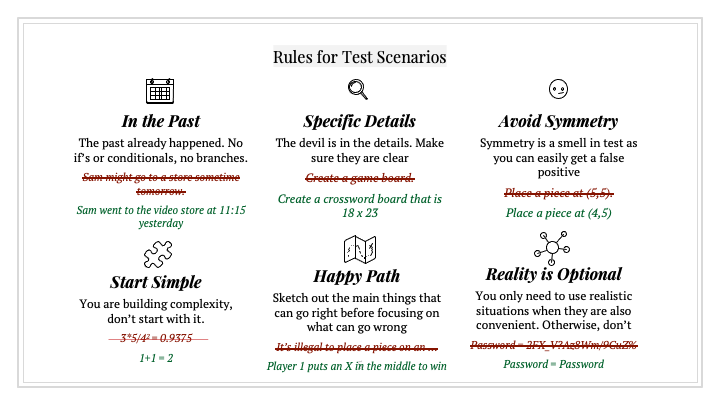 Rules for Test Scenarios
In the Past
The past already happened. No
if's or conditionals, no branches.
Sam might go to a store sometime
tomorrow.
Sam went to the video store at 11:15
yesterday
Specific Details
The devil is in the details. Make
sure they are clear
Create a game board.
Create a crossword board that is
18 x 23
Avoid Symmetry
Symmetry is a smell in test as
you can easily get a false
positive
Place a piece at (5,5).
Place a piece at (4,5)
Start Simple
You are building complexity,
don't start with it.
3*5/4² = 0.9375
1+1 = 2
Happy Path
Sketch out the main things that
can go right before focusing on
what can go wrong
It's illegal to place a piece on an ...
Player 1 puts an X in the middle to win
Reality is Optional
You only need to use realistic
situations when they are also
convenient. Otherwise, don't
Password =
Password = Password